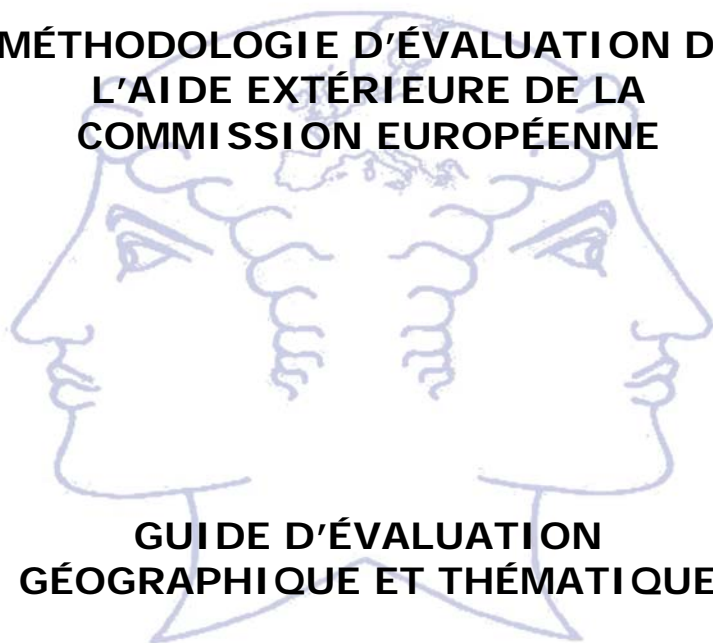 MÉTHODOLOGIE D'ÉVALUATION D
L'AIDE EXTÉRIEURE DE LA
COMMISSION EUROPÉENNE
GUIDE D'ÉVALUATION
GÉOGRAPHIQUE ET THÉMATIQUE